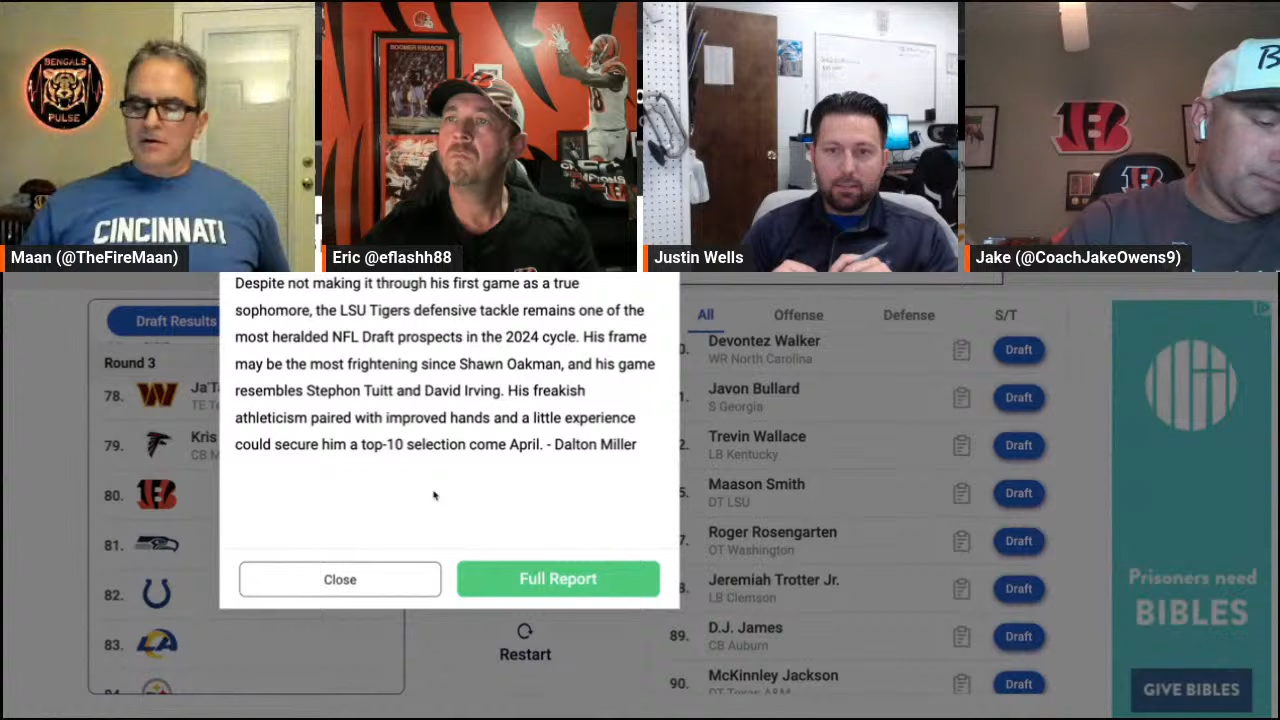 BENGALS
PULSE
CINCINNATI
BOOMER ESIASON
Maan (@TheFireMaan)
Eric @eflashh88
Justin Wells
Jake (@CoachJakeOwens9)
Despite not making it through his first game as a true
sophomore, the LSU Tigers defensive tackle remains one of the
most heralded NFL Draft prospects in the 2024 cycle. His frame
may be the most frightening since Shawn Oakman, and his game
resembles Stephon Tuitt and David Irving. His freakish
athleticism paired with improved hands and a little experience
could secure him a top-10 selection come April. - Dalton Miller
Close
Full Report
Draft Results
Round 3
78.
79.
Kris
80.
81.
82.
83.
Restart
All
Offense
Defense
S/T
Devontez Walker
WR North Carolina
Draft
Javon Bullard
S Georgia
Draft
Trevin Wallace
LB Kentucky
Draft
Maason Smith
DT LSU
Draft
Roger Rosengarten
OT Washington
Draft
Jeremiah Trotter Jr.
LB Clemson
Draft
89.
D.J. James
CB Auburn
Draft
90.
McKinnley Jackson
DT Texas A&M
Draft
Prisoners need
BIBLES
GIVE BIBLES